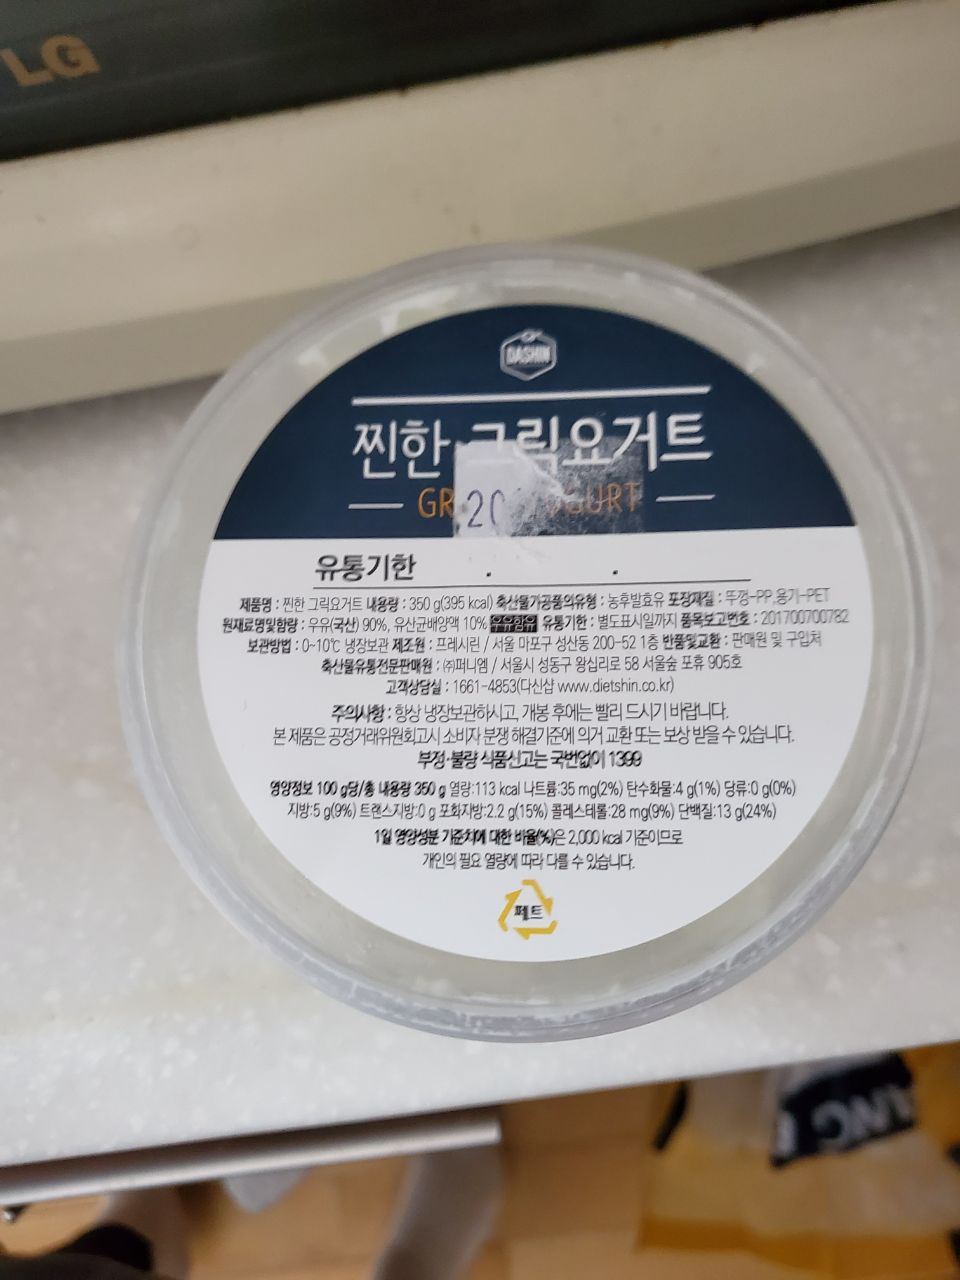 LG
DASHIN
찐한 그릭요거트
GR 20 OGURT
유통기한 . .
제품명 : 찐한 그릭요거트 내용량 : 350 g(395 kcal) 축산물가공품의유형 : 농후발효유 포장재질 : 뚜껑-PP,용기-PET
원재료명및함량 : 우유(국산) 90%, 유산균배양액 10% 우유함유 유통기한 : 별도표시일까지 품목보고번호 : 201700700782
보관방법 : 0~10℃ 냉장보관 제조원 : 프레시린 / 서울 마포구 성산동 200-52 1층 반품및교환 : 판매원 및 구입처
축산물유통전문판매원 : ㈜퍼니엠 / 서울시 성동구 왕십리로 58 서울숲 포휴 905호
고객상담실 : 1661-4853(다신샵 www.dietshin.co.kr)
주의사항 : 항상 냉장보관하시고, 개봉 후에는 빨리 드시기 바랍니다.
본 제품은 공정거래위원회고시 소비자 분쟁 해결기준에 의거 교환 또는 보상 받을 수 있습니다.
부정·불량 식품신고는 국번없이 1399
영양정보 100 g당/총 내용량 350 g 열량:113 kcal 나트륨:35 mg(2%) 탄수화물:4 g(1%) 당류:0 g(0%)
지방:5 g(9%) 트랜스지방:0 g 포화지방:2.2 g(15%) 콜레스테롤:28 mg(9%) 단백질:13 g(24%)
1일 영양성분 기준치에 대한 비율(%)은 2,000 kcal 기준이므로
개인의 필요 열량에 따라 다를 수 있습니다.
페트